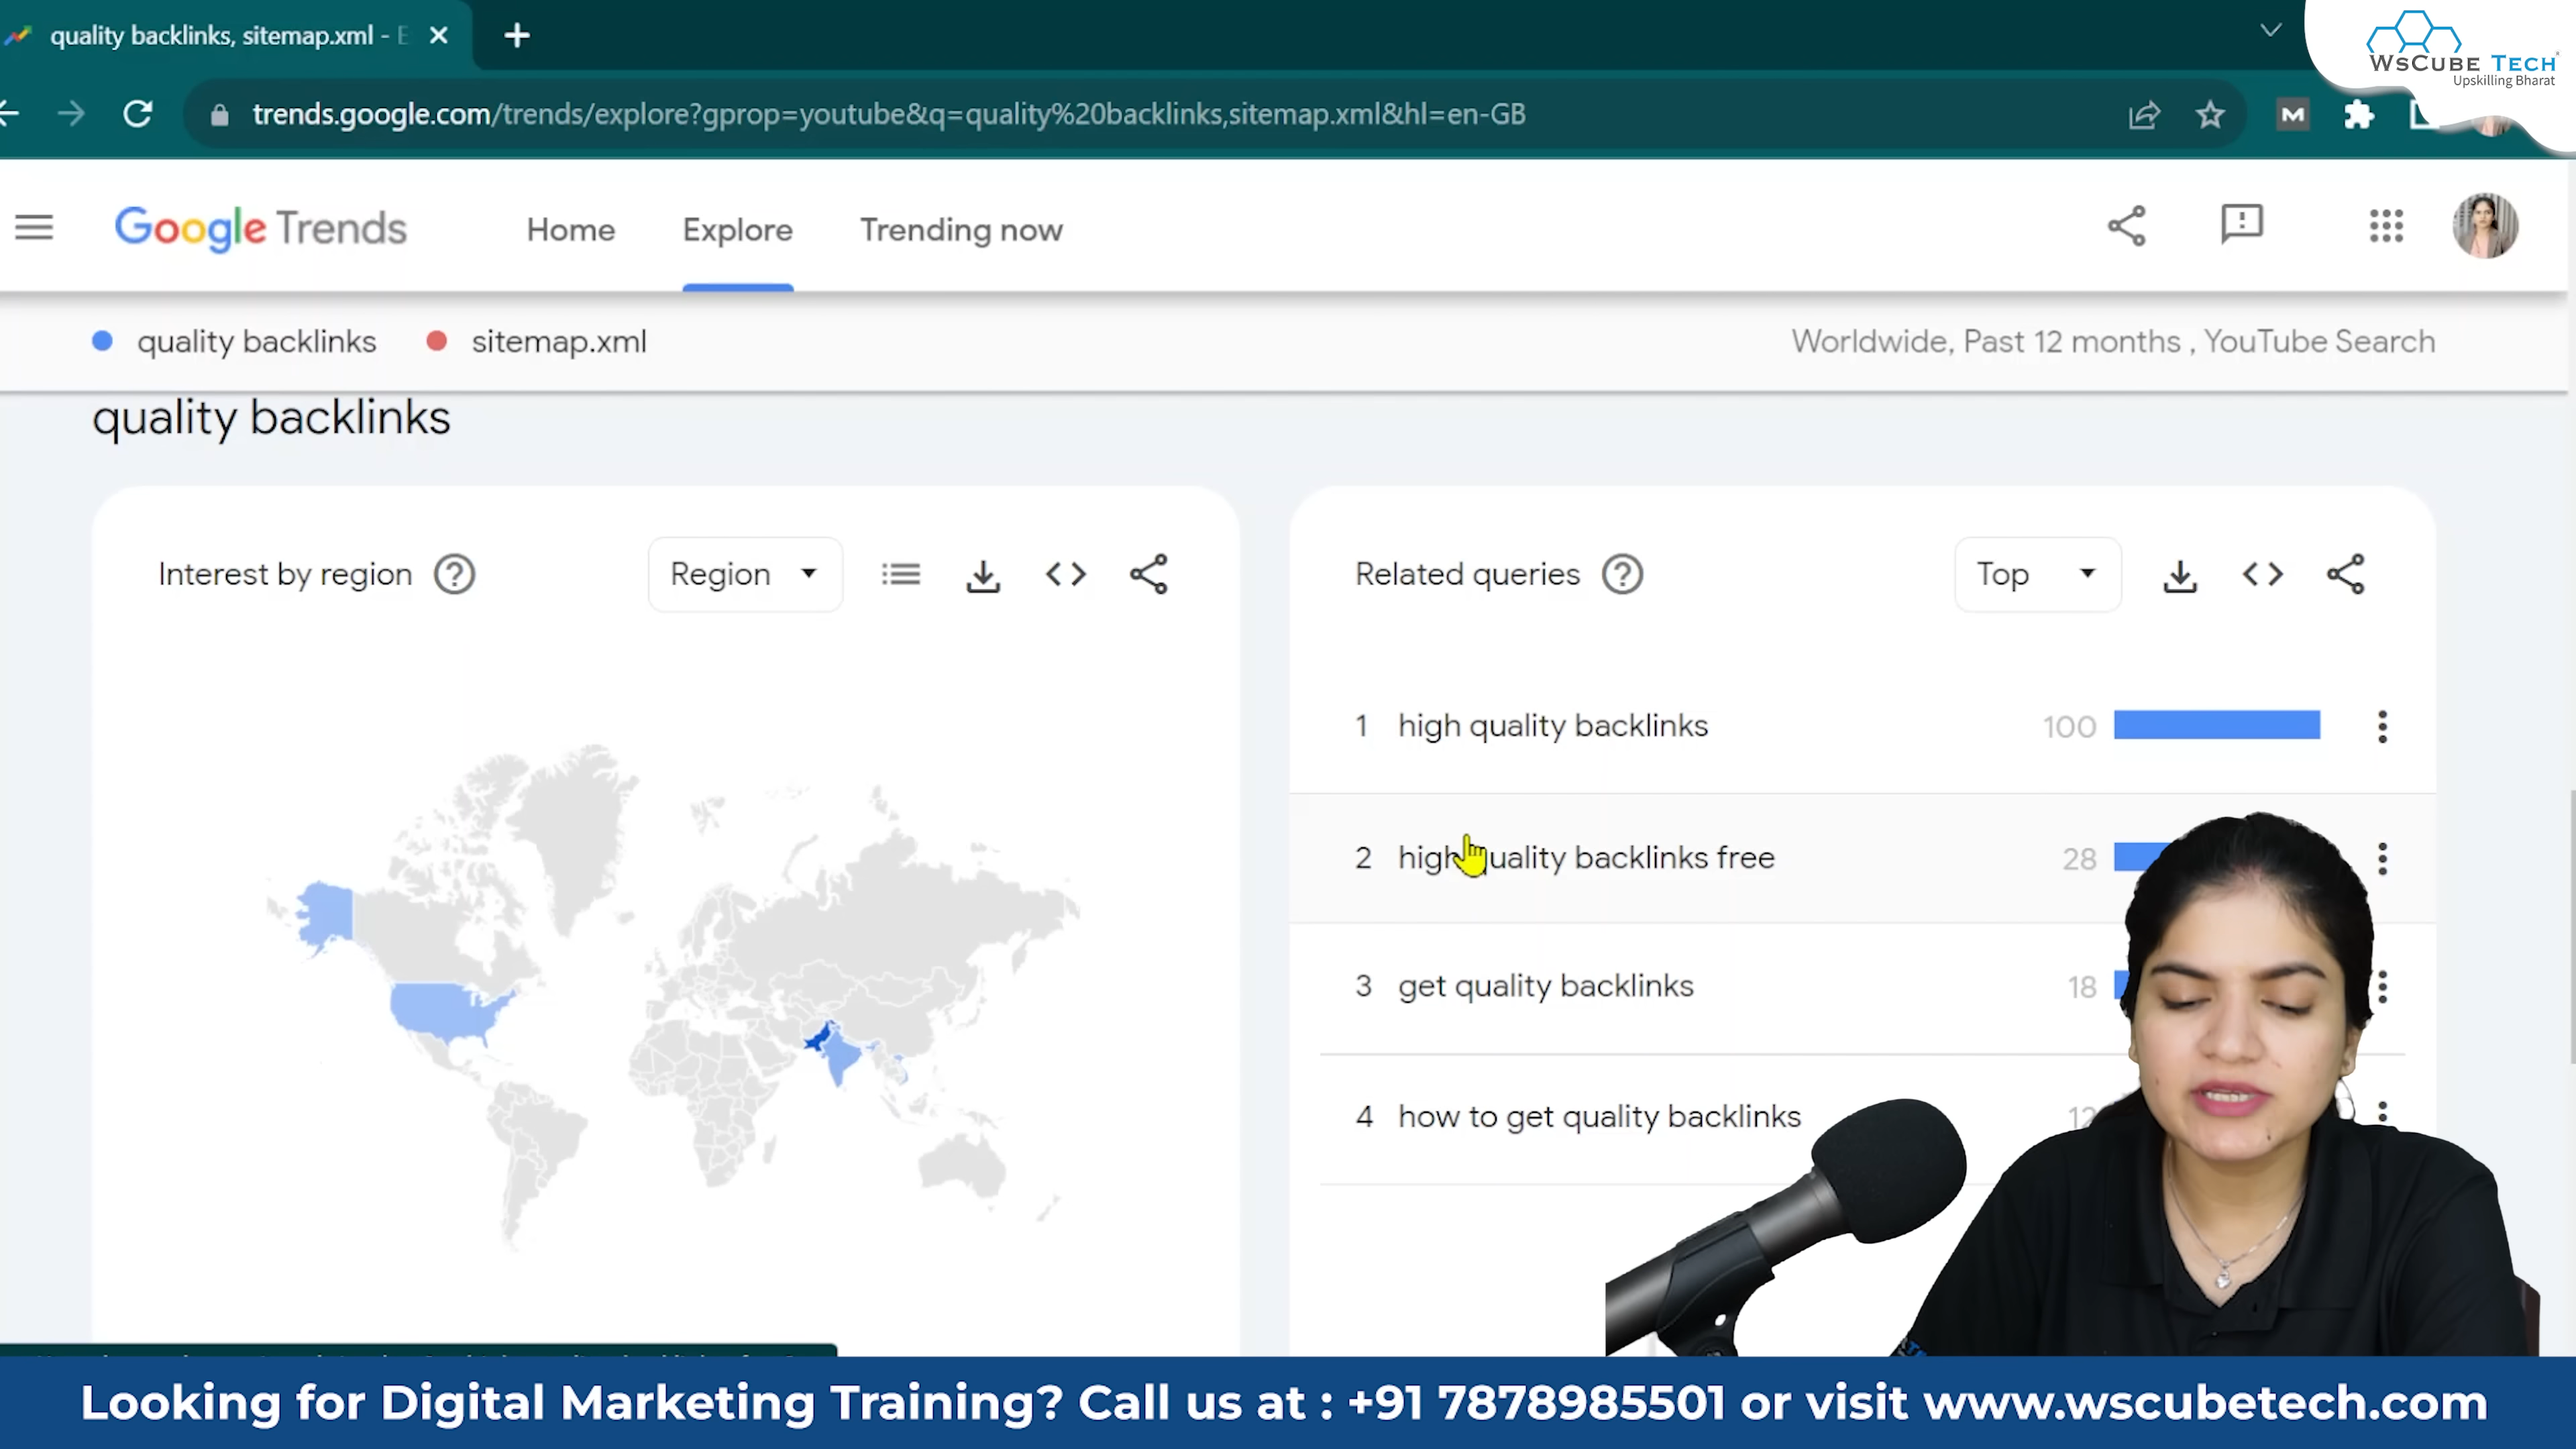 quality backlinks, sitemap.xml -
WsCube Tech
Upskilling Bharat
trends.google.com/trends/explore?gprop=youtube&q=quality%20backlinks,sitemap.xml&hl=en-GB
M
Google Trends
Home
Explore
Trending now
quality backlinks
sitemap.xml
Worldwide, Past 12 months , YouTube Search
quality backlinks
Interest by region
Region
Related queries
Top
1 high quality backlinks 100
2 high quality backlinks free 28
3 get quality backlinks 18
4 how to get quality backlinks 12
Looking for Digital Marketing Training? Call us at : +91 7878985501 or visit www.wscubetech.com